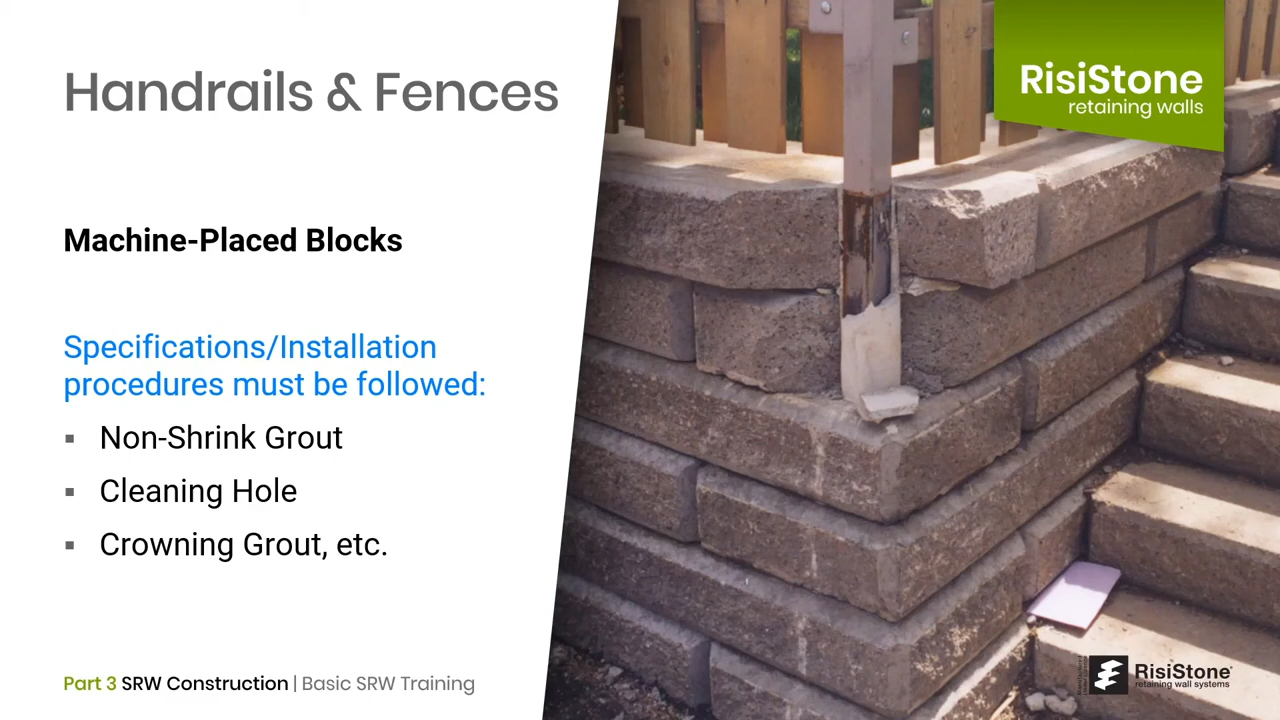 Handrails & Fences
RisiStone
retaining walls
Machine-Placed Blocks
Specifications/Installation
procedures must be followed:
▪ Non-Shrink Grout
▪ Cleaning Hole
▪ Crowning Grout, etc.
Part 3 SRW Construction | Basic SRW Training
RisiStone®
retaining wall systems